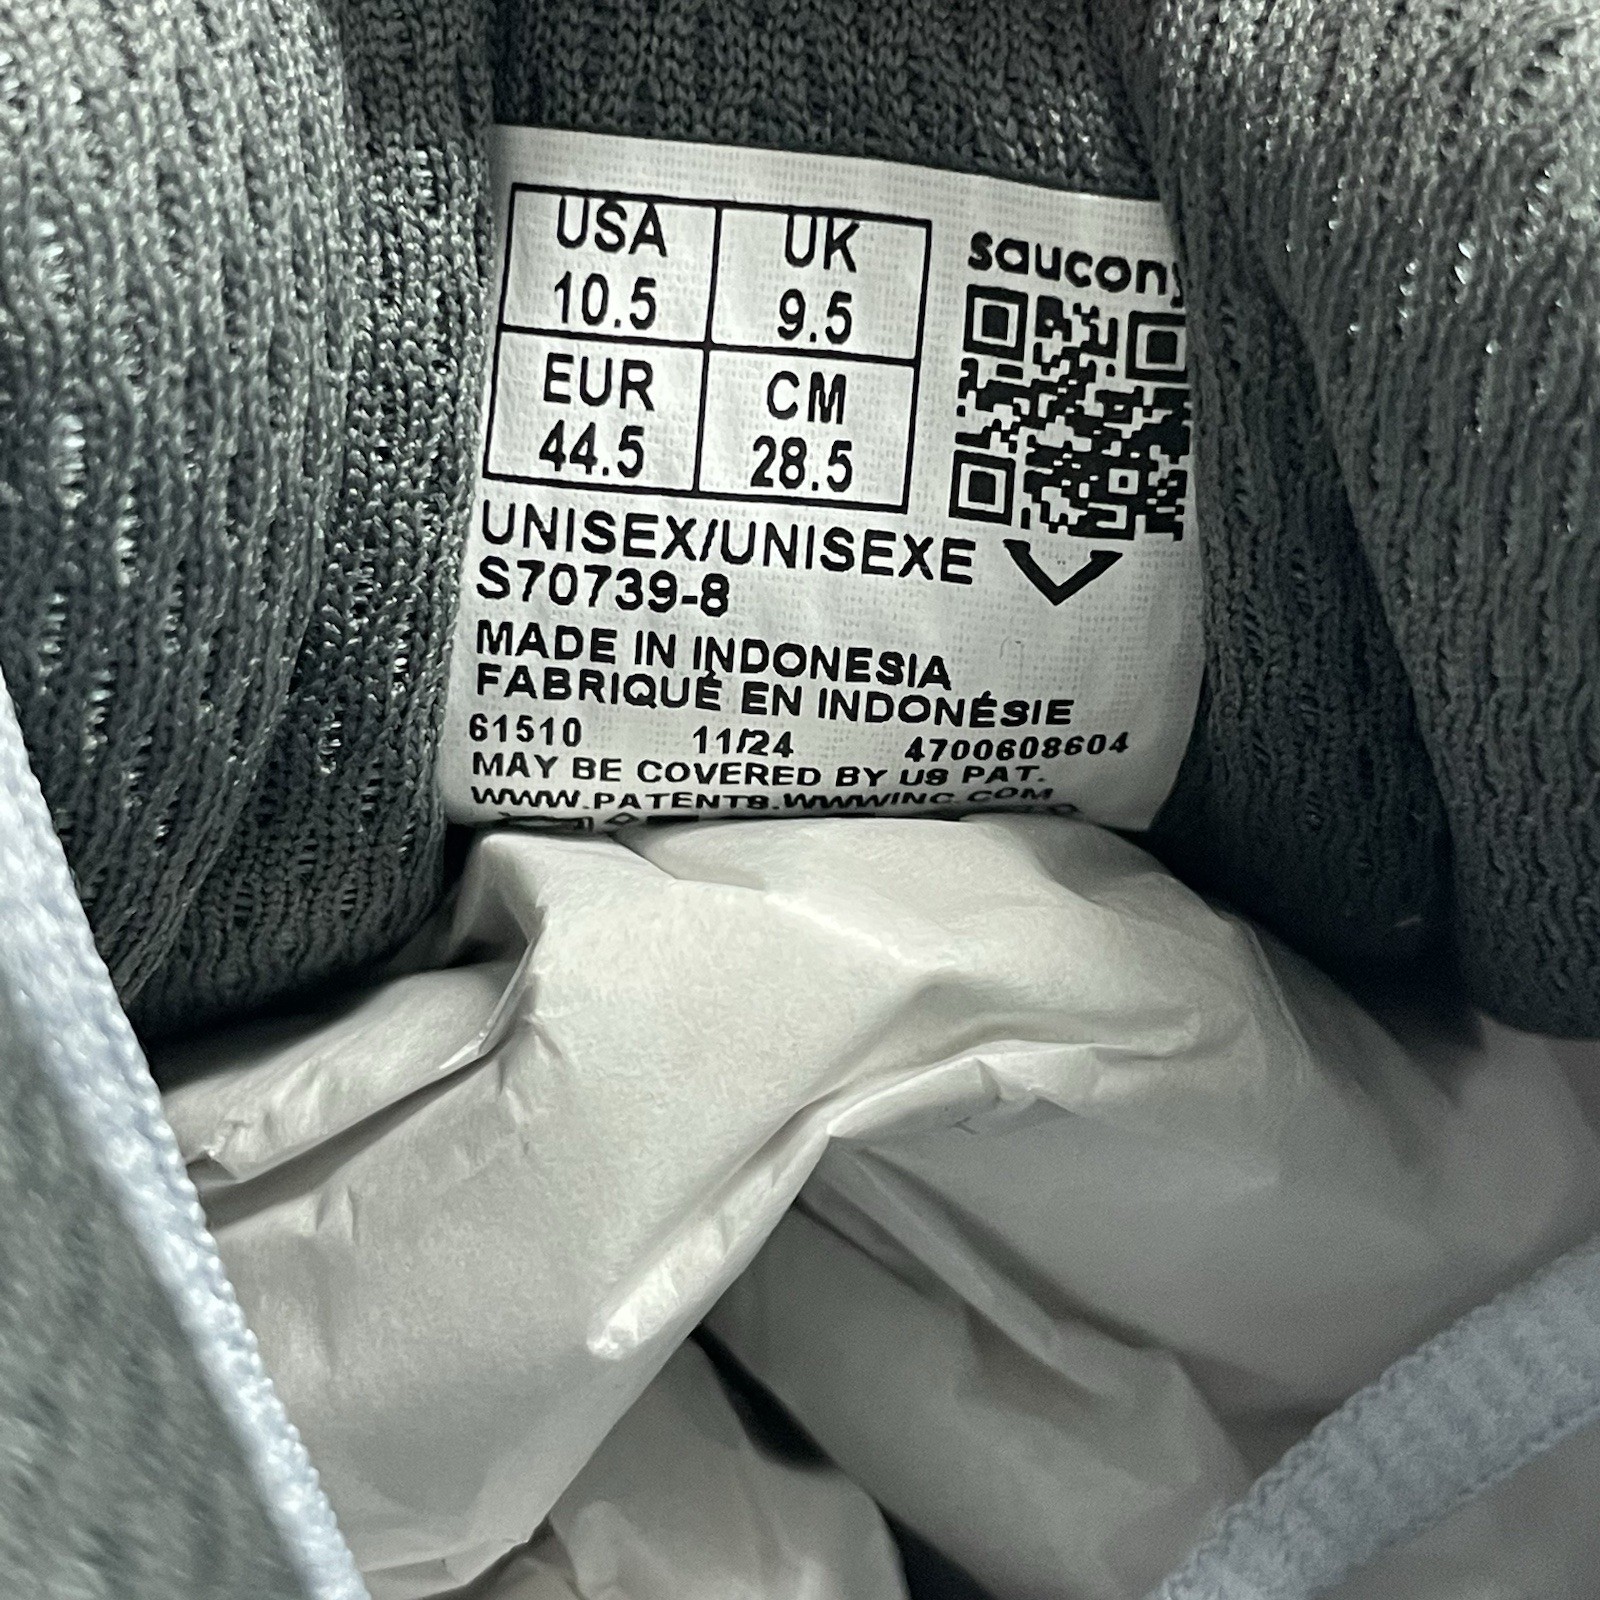 USA UK
10.5 9.5
EUR CM
44.5 28.5
saucony
UNISEX/UNISEXE
S70739-8
MADE IN INDONESIA
FABRIQUÉ EN INDONÉSIE
61510 11/24 4700608604
MAY BE COVERED BY US PAT.
WWW.PATENTS.WWWINC.COM